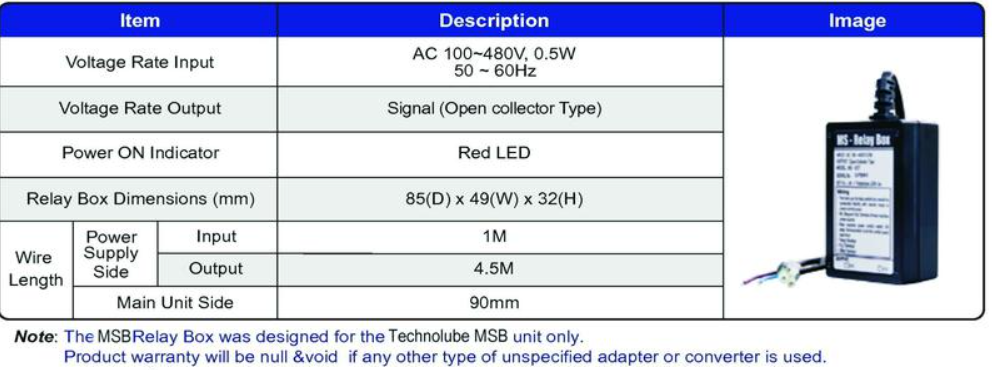 Item Description Image
Voltage Rate Input AC 100~480V, 0.5W
50 ~ 60Hz
Voltage Rate Output Signal (Open collector Type)
Power ON Indicator Red LED
Relay Box Dimensions (mm) 85(D) x 49(W) x 32(H)
Wire Length Power Supply Side Input 1M
Output 4.5M
Main Unit Side 90mm
MS - Relay Box
Note: The MSB Relay Box was designed for the Technolube MSB unit only.
Product warranty will be null &void if any other type of unspecified adapter or converter is used.